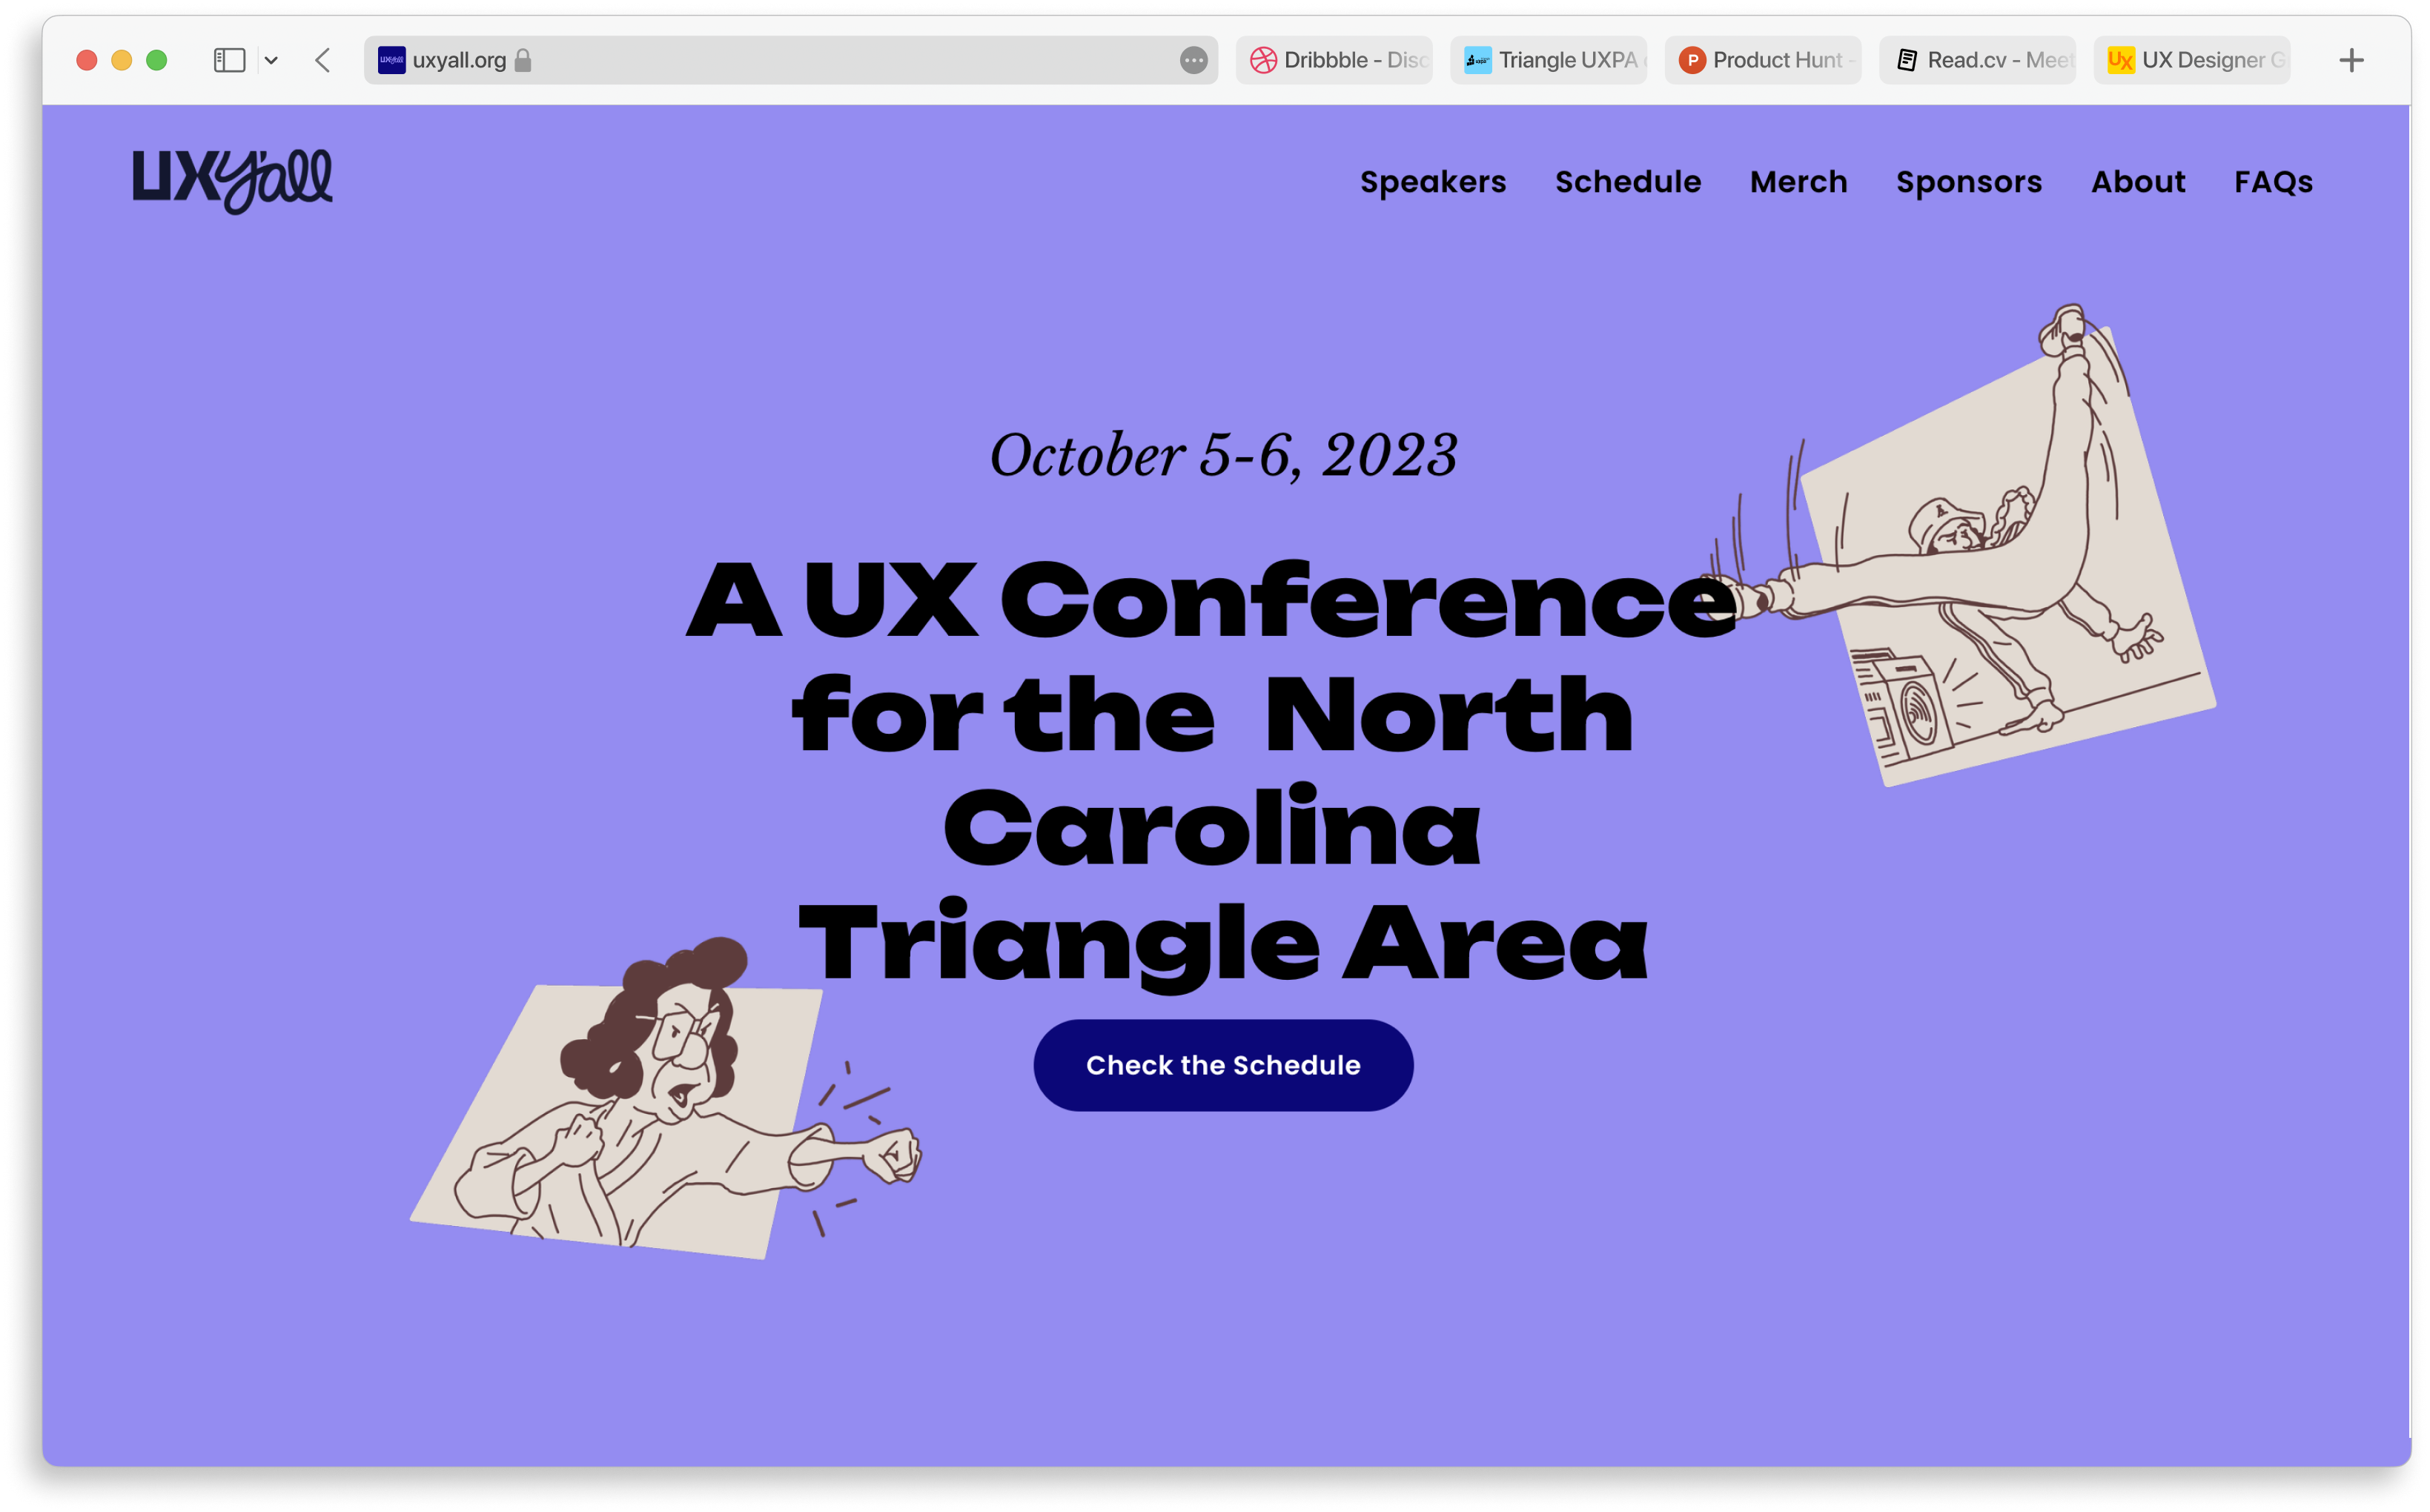 uxyall.org
Dribbble - Disc
Triangle UXPA
Product Hunt -
Read.cv - Meet
UX Designer G
UXY'all
Speakers
Schedule
Merch
Sponsors
About
FAQs
October 5-6, 2023
A UX Conference
for the North
Carolina
Triangle Area
Check the Schedule